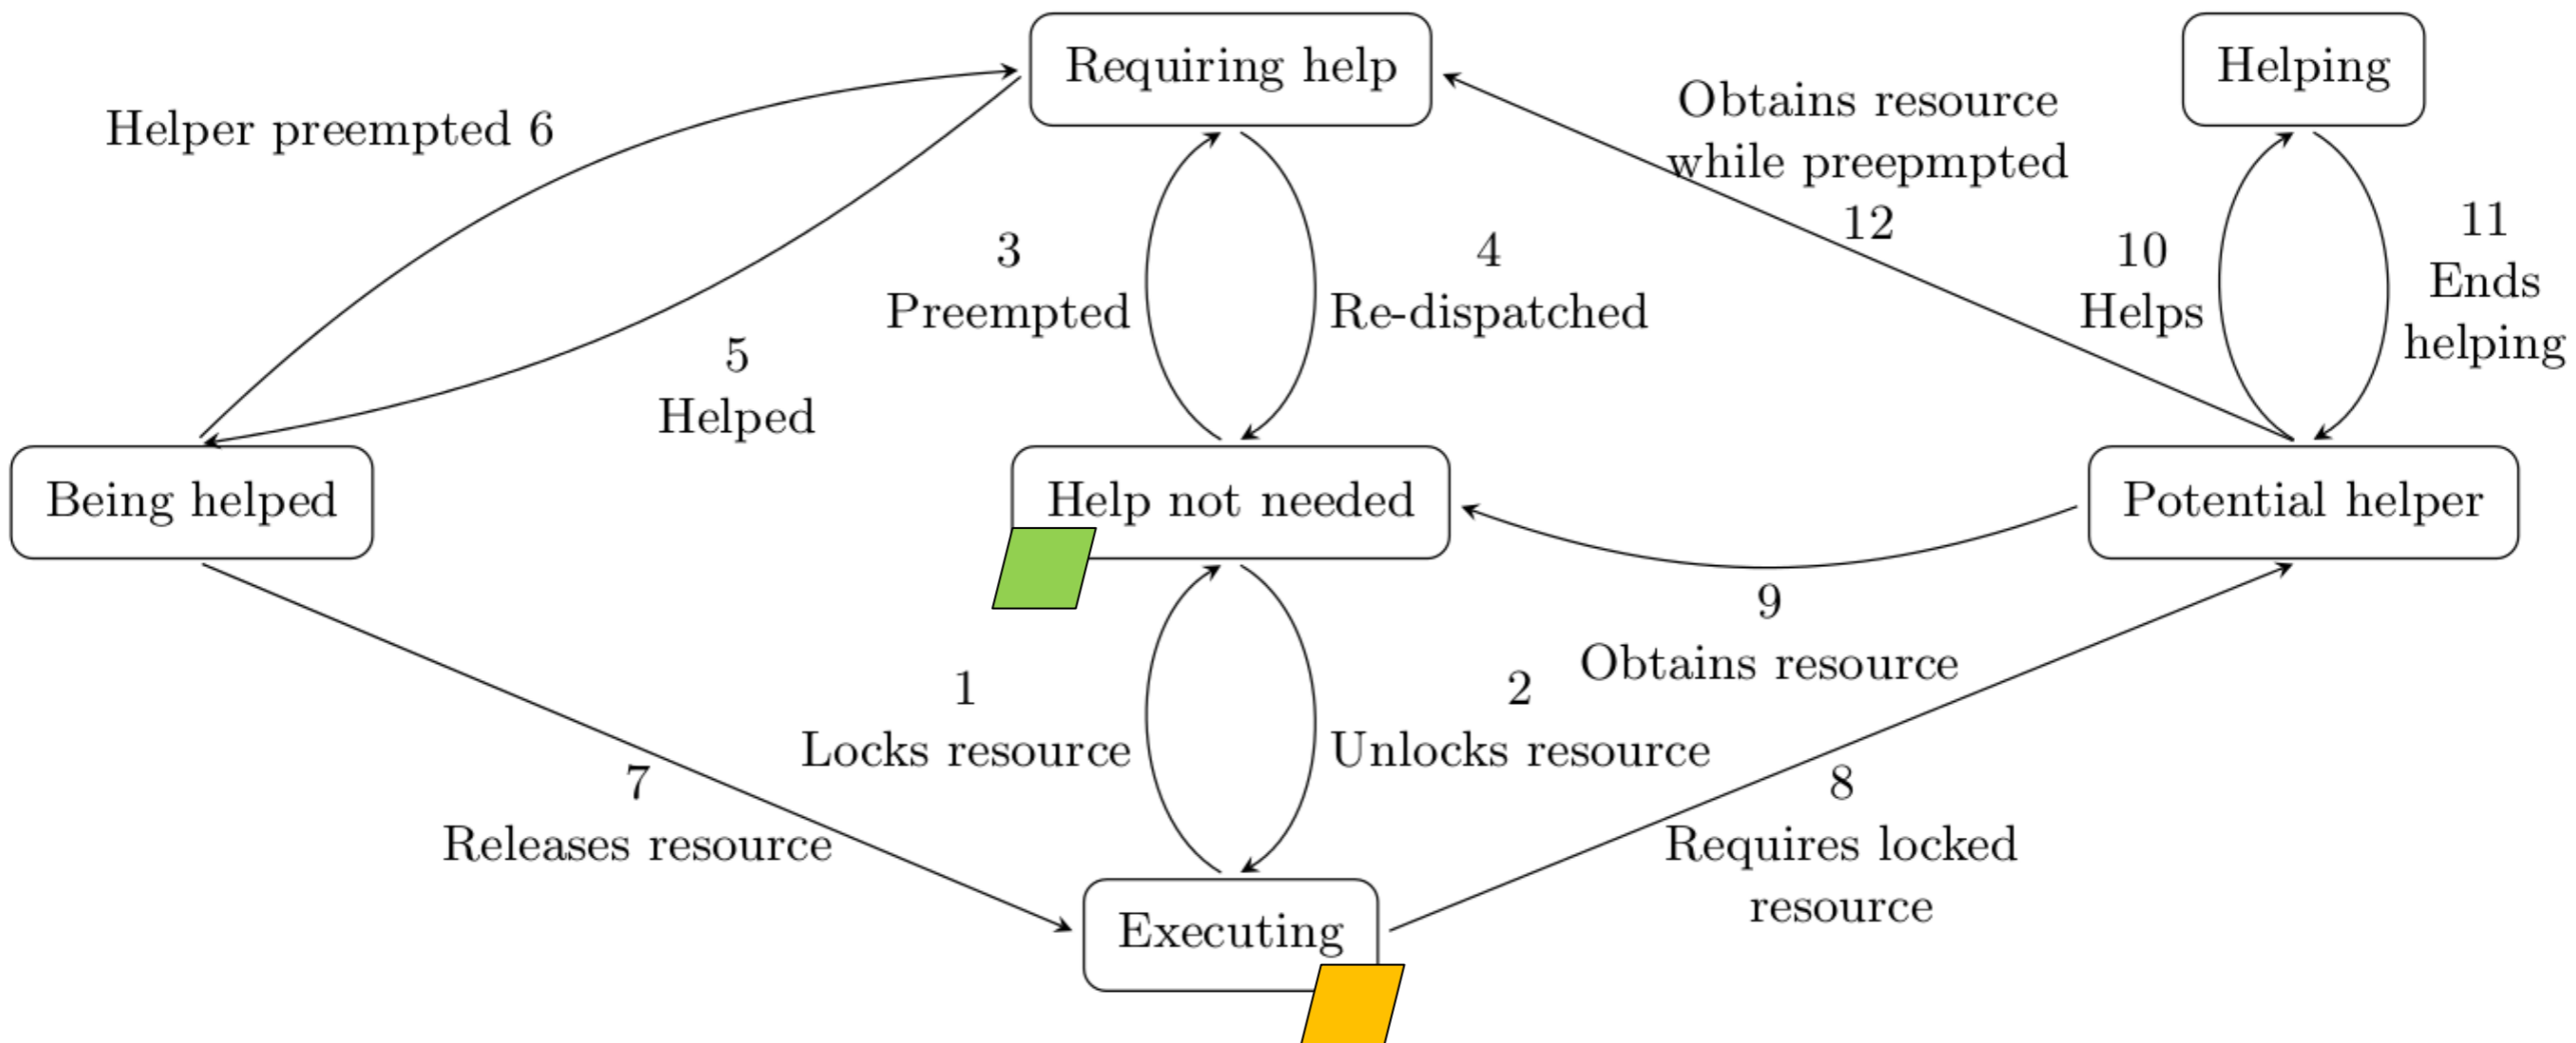 Requiring help
Helping
Helper preempted 6
Obtains resource
while preepmpted
12
3
Preempted
4
Re-dispatched
10
Helps
11
Ends
helping
5
Helped
Being helped
Help not needed
Potential helper
9
Obtains resource
1
Locks resource
2
Unlocks resource
7
Releases resource
8
Requires locked
resource
Executing